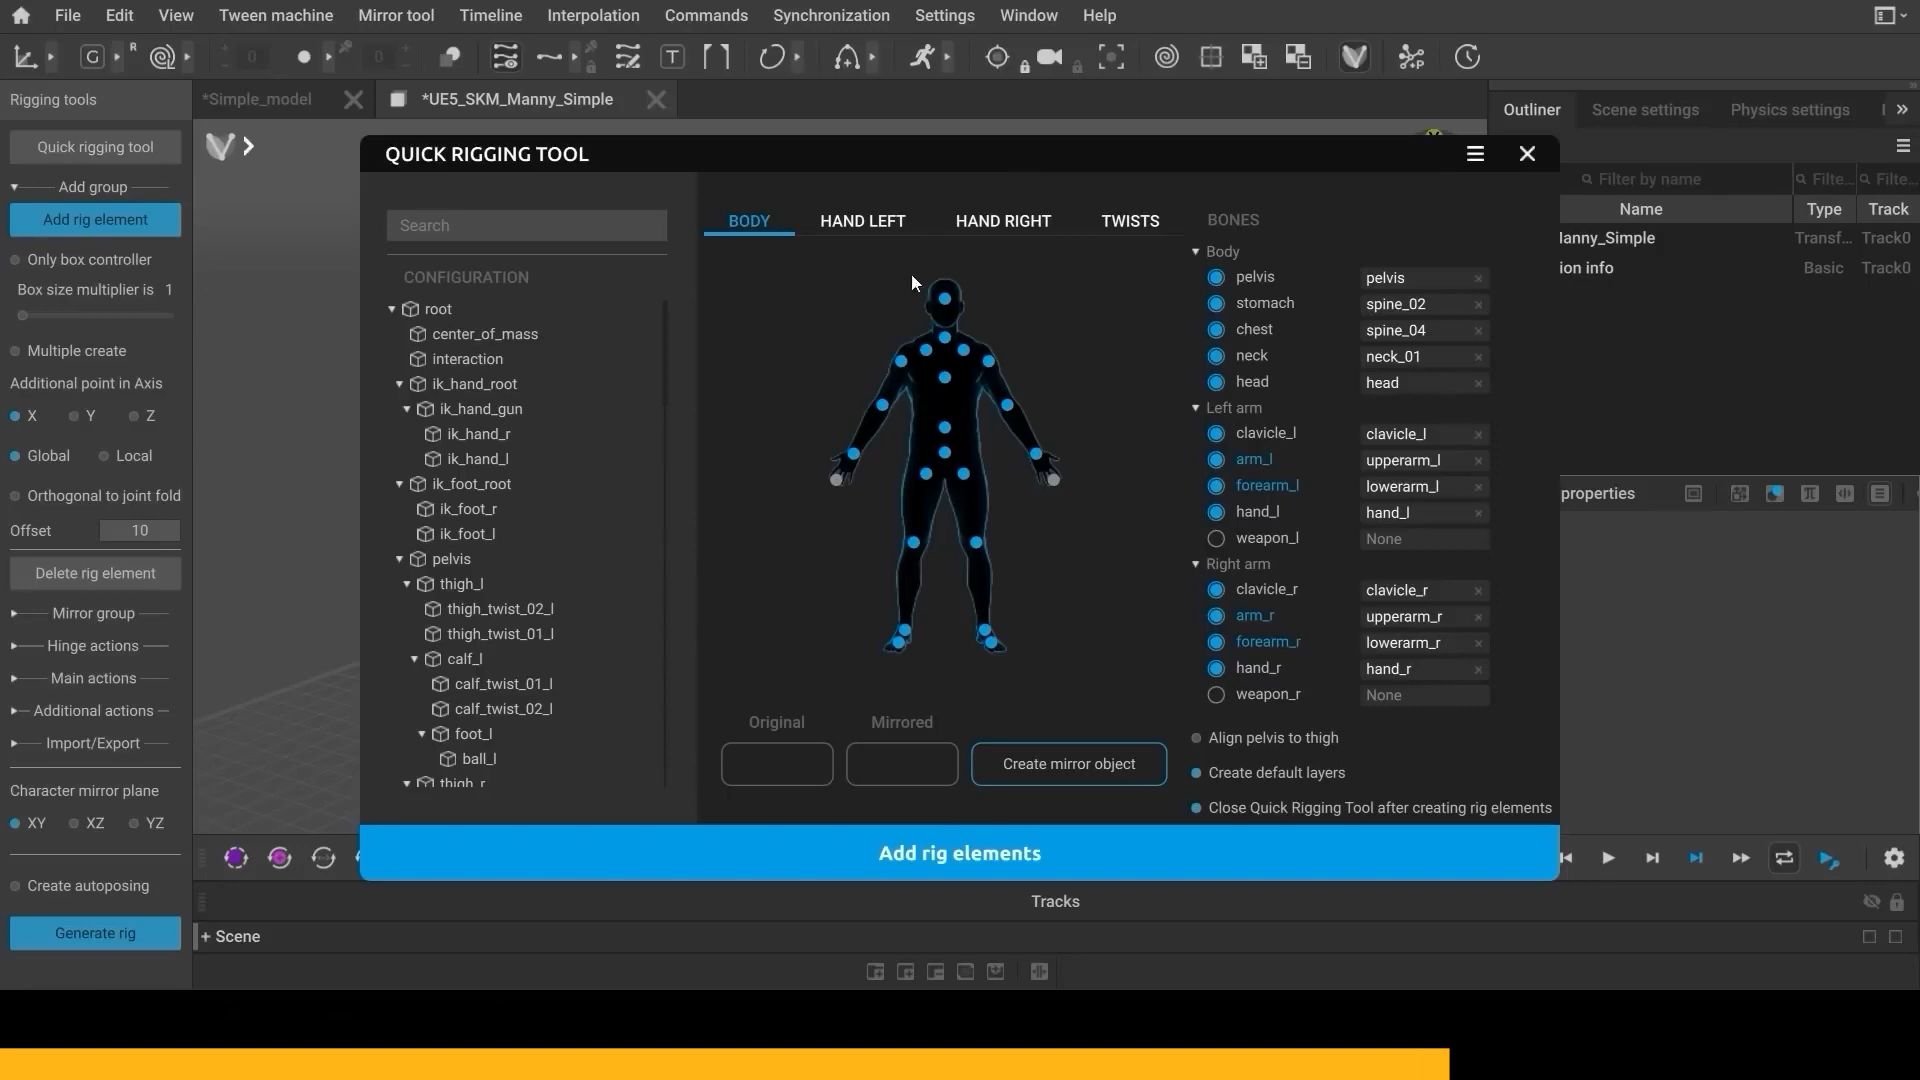 File Edit View Tween machine Mirror tool Timeline Interpolation Commands Synchronization Settings Window Help
G R 0 0 T
Rigging tools
*Simple_model
*UE5_SKM_Manny_Simple
Outliner Scene settings Physics settings
Quick rigging tool
Add group
Add rig element
Only box controller
Box size multiplier is 1
Multiple create
Additional point in Axis
X Y Z
Global Local
Orthogonal to joint fold
Offset 10
Delete rig element
Mirror group
Hinge actions
Main actions
Additional actions
Import/Export
Character mirror plane
XY XZ YZ
Create autoposing
Generate rig
QUICK RIGGING TOOL
Search
CONFIGURATION
root
center_of_mass
interaction
ik_hand_root
ik_hand_gun
ik_hand_r
ik_hand_l
ik_foot_root
ik_foot_r
ik_foot_l
pelvis
thigh_l
thigh_twist_02_l
thigh_twist_01_l
calf_l
calf_twist_01_l
calf_twist_02_l
foot_l
ball_l
thigh_r
BODY HAND LEFT HAND RIGHT TWISTS
Original Mirrored
Create mirror object
BONES
Body
pelvis pelvis
stomach spine_02
chest spine_04
neck neck_01
head head
Left arm
clavicle_l clavicle_l
arm_l upperarm_l
forearm_l lowerarm_l
hand_l hand_l
weapon_l None
Right arm
clavicle_r clavicle_r
arm_r upperarm_r
forearm_r lowerarm_r
hand_r hand_r
weapon_r None
Align pelvis to thigh
Create default layers
Close Quick Rigging Tool after creating rig elements
Add rig elements
Filter by name Filte... Filte...
Name Type Track
lanny_Simple Transf... Track0
ion info Basic Track0
properties
Tracks
+ Scene